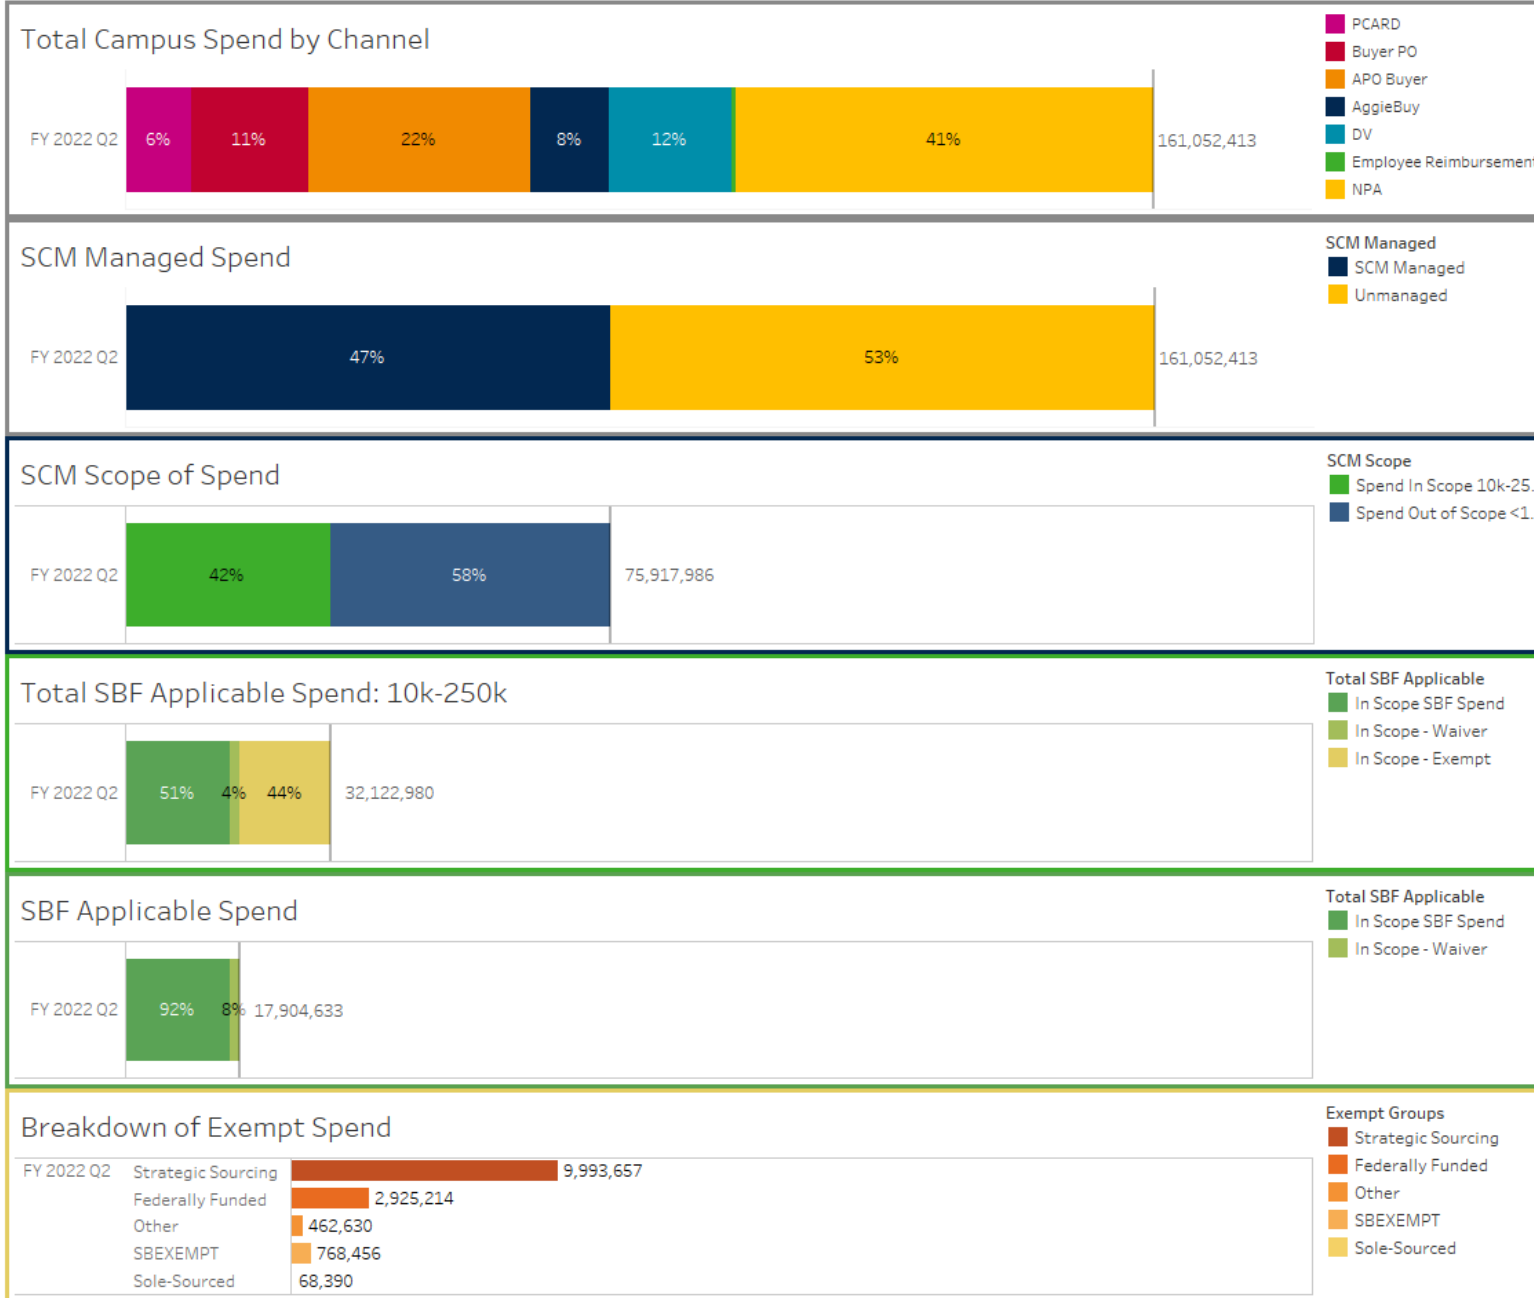 Total Campus Spend by Channel
FY 2022 Q2
6%
11%
22%
8%
12%
41%
161,052,413
PCARD
Buyer PO
APO Buyer
AggieBuy
DV
Employee Reimbursement
NPA
SCM Managed Spend
FY 2022 Q2
47%
53%
161,052,413
SCM Managed
SCM Managed
Unmanaged
SCM Scope of Spend
FY 2022 Q2
42%
58%
75,917,986
SCM Scope
Spend In Scope 10k-25.
Spend Out of Scope <1.
Total SBF Applicable Spend: 10k-250k
FY 2022 Q2
51%
4%
44%
32,122,980
Total SBF Applicable
In Scope SBF Spend
In Scope - Waiver
In Scope - Exempt
SBF Applicable Spend
FY 2022 Q2
92%
8%
17,904,633
Total SBF Applicable
In Scope SBF Spend
In Scope - Waiver
Breakdown of Exempt Spend
FY 2022 Q2
Strategic Sourcing 9,993,657
Federally Funded 2,925,214
Other 462,630
SBEXEMPT 768,456
Sole-Sourced 68,390
Exempt Groups
Strategic Sourcing
Federally Funded
Other
SBEXEMPT
Sole-Sourced